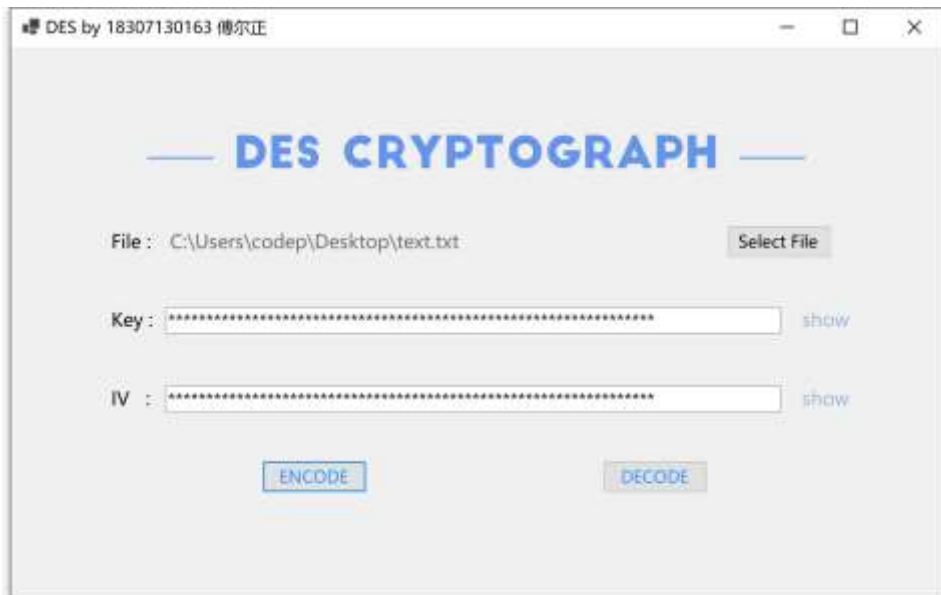 DES by 18307130163 傅尔正
DES CRYPTOGRAPH
File : C:\Users\codep\Desktop\text.txt Select File
Key : **************************************************************** show
IV : **************************************************************** show
ENCODE DECODE